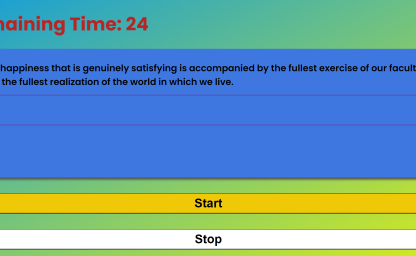 maining Time: 24
happiness that is genuinely satisfying is accompanied by the fullest exercise of our facult
the fullest realization of the world in which we live.
Start
Stop